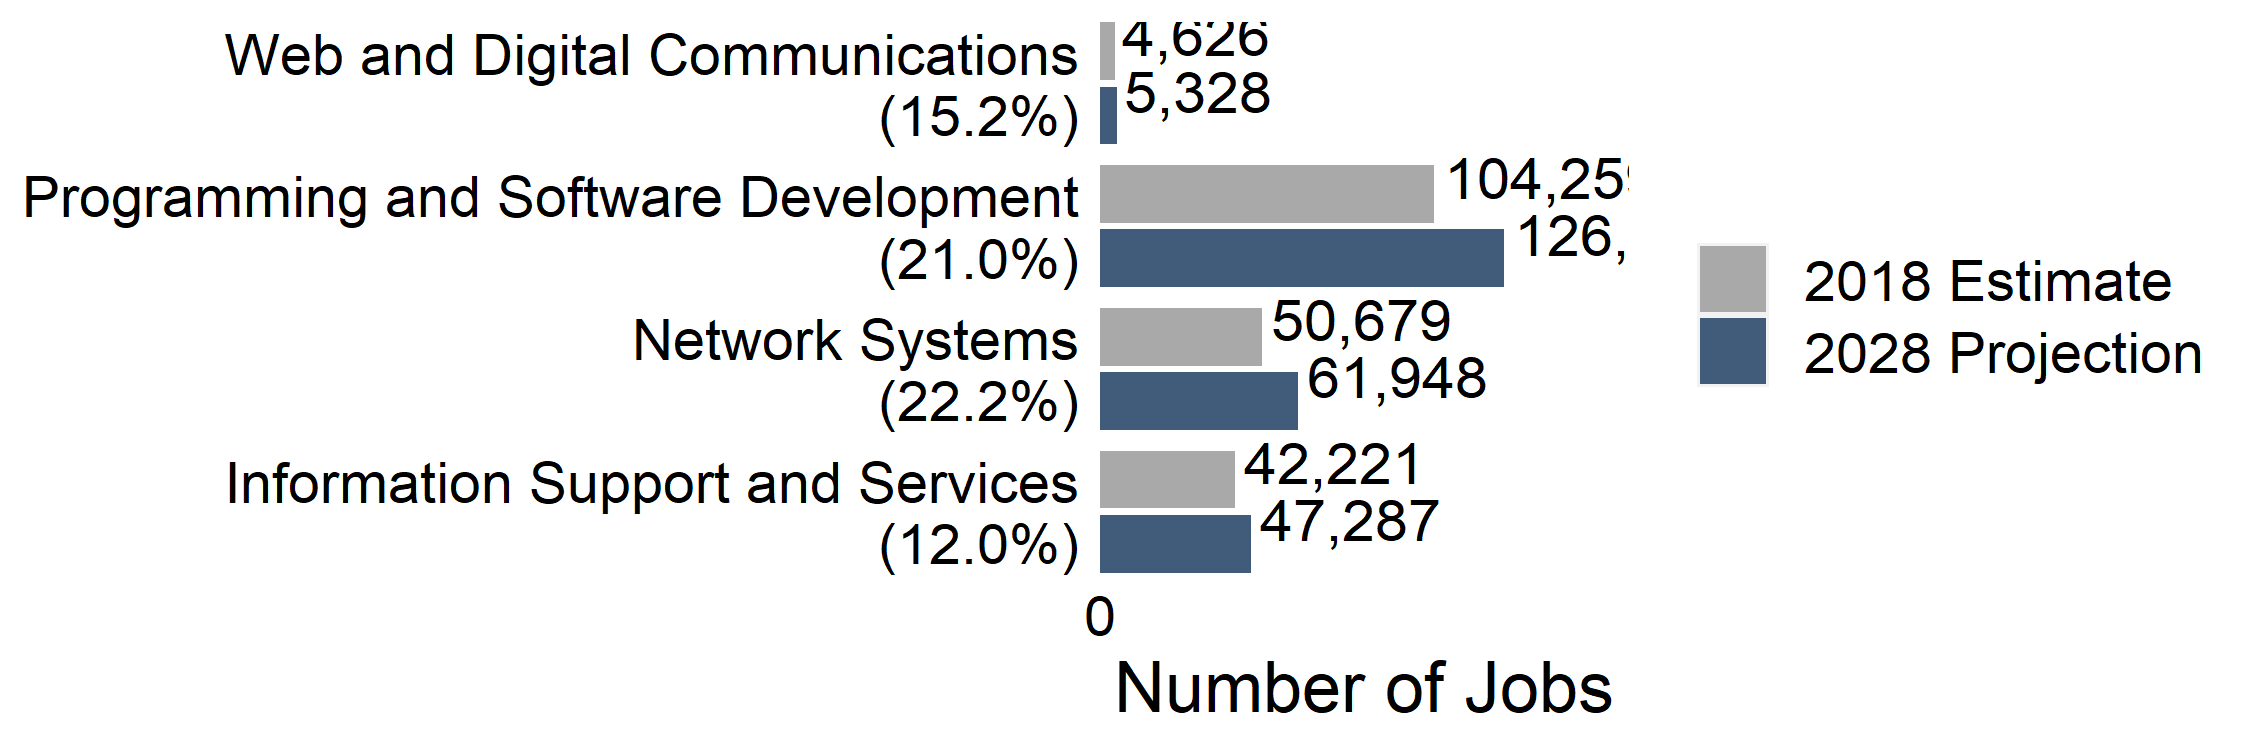 Web and Digital Communications
(15.2%)
4,626
5,328
Programming and Software Development
(21.0%)
104,259
126,
Network Systems
(22.2%)
50,679
61,948
Information Support and Services
(12.0%)
42,221
47,287
0
Number of Jobs
2018 Estimate
2028 Projection